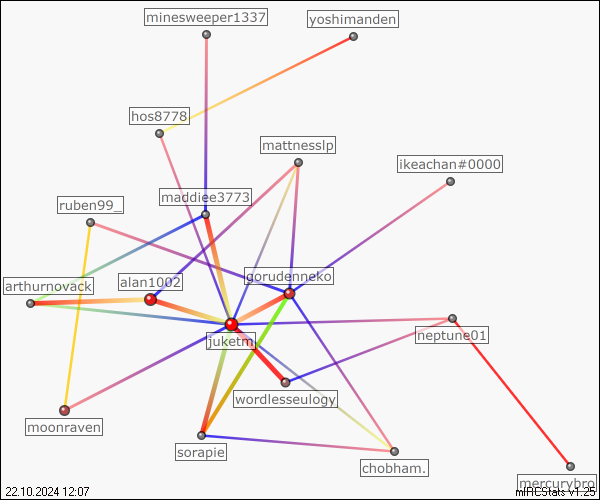 minesweeper1337
yoshimanden
hos8778
mattnesslp
ikeachan#0000
maddiee3773
ruben99_
gorudenneko
alan1002
arthurnovack
neptune01
juketni
wordlesseulogy
moonraven
sorapie
chobham.
mercurybro
22.10.2024 12:07
mIRCStats v1.25